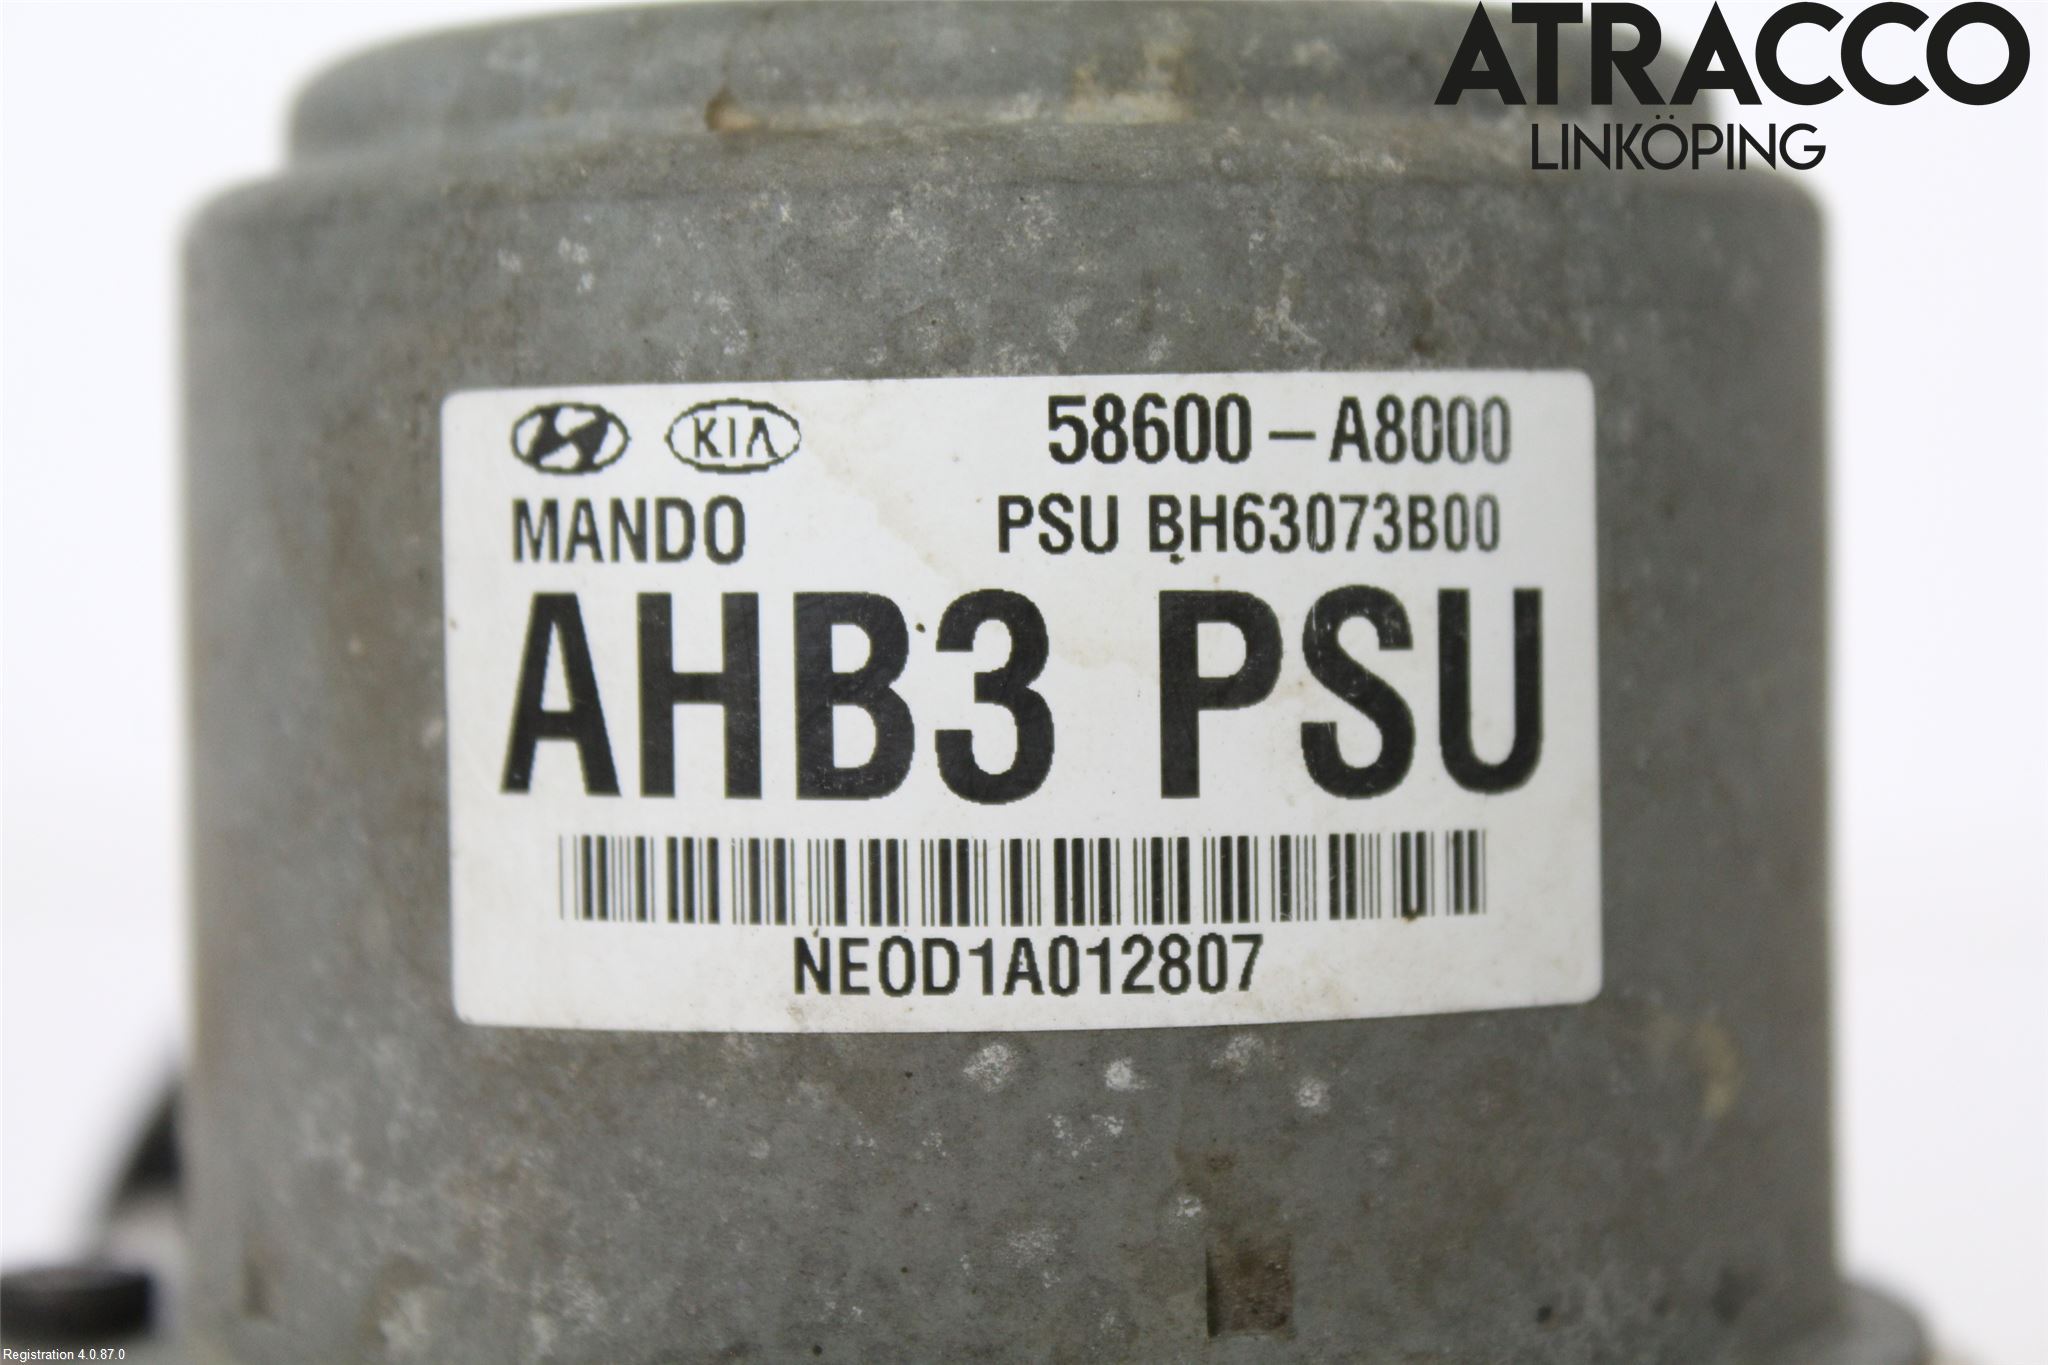 ATRACCO
LINKÖPING
KIA 58600-A8000
MANDO PSU BH63073B00
AHB3 PSU
NEOD1A012807
Registration 4.0.87.0